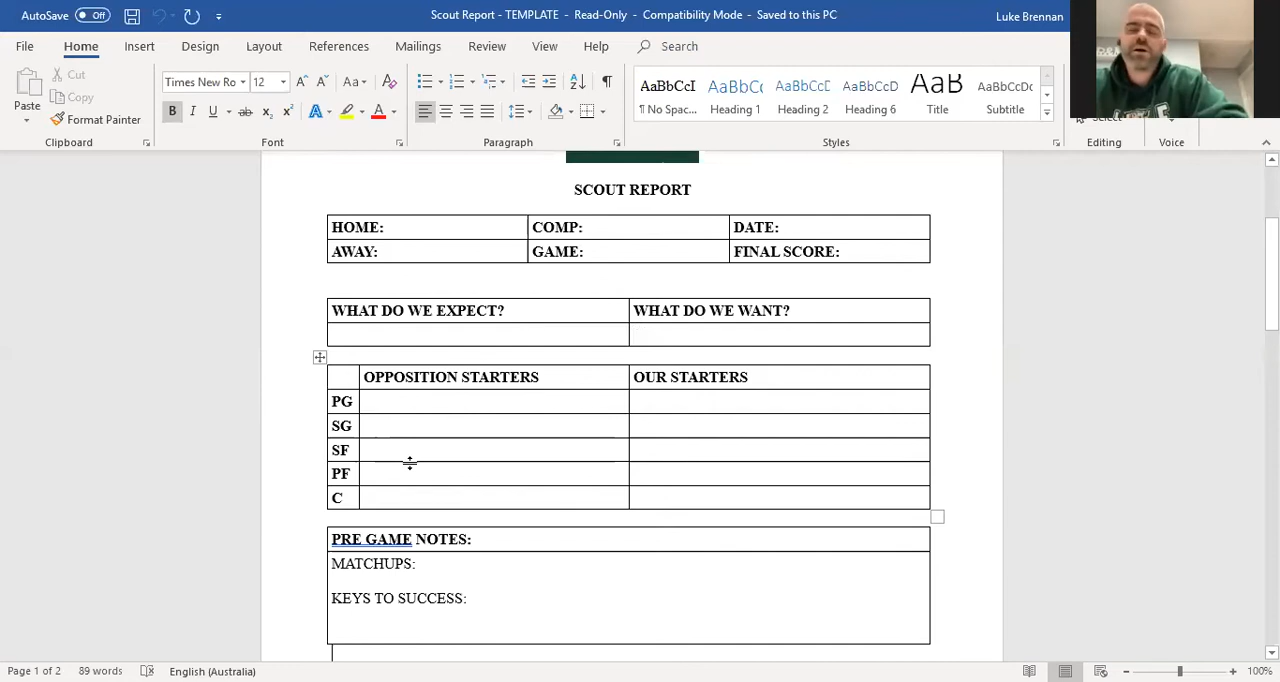 AutoSave Off Scout Report - TEMPLATE - Read-Only - Compatibility Mode - Saved to this PC Luke Brennan
File Home Insert Design Layout References Mailings Review View Help Search
Paste Cut Copy Format Painter
Times New Ro 12
AaBbCcI AaBbCc AaBbCcD AaBbCcD AaB AaBbCcDc
¶ No Spac... Heading 1 Heading 2 Heading 6 Title Subtitle
Select
Clipboard Font Paragraph Styles Editing Voice
SCOUT REPORT
HOME: COMP: DATE:
AWAY: GAME: FINAL SCORE:
WHAT DO WE EXPECT? WHAT DO WE WANT?
OPPOSITION STARTERS OUR STARTERS
PG
SG
SF
PF
C
PRE GAME NOTES:
MATCHUPS:
KEYS TO SUCCESS:
Page 1 of 2 89 words English (Australia) 100%